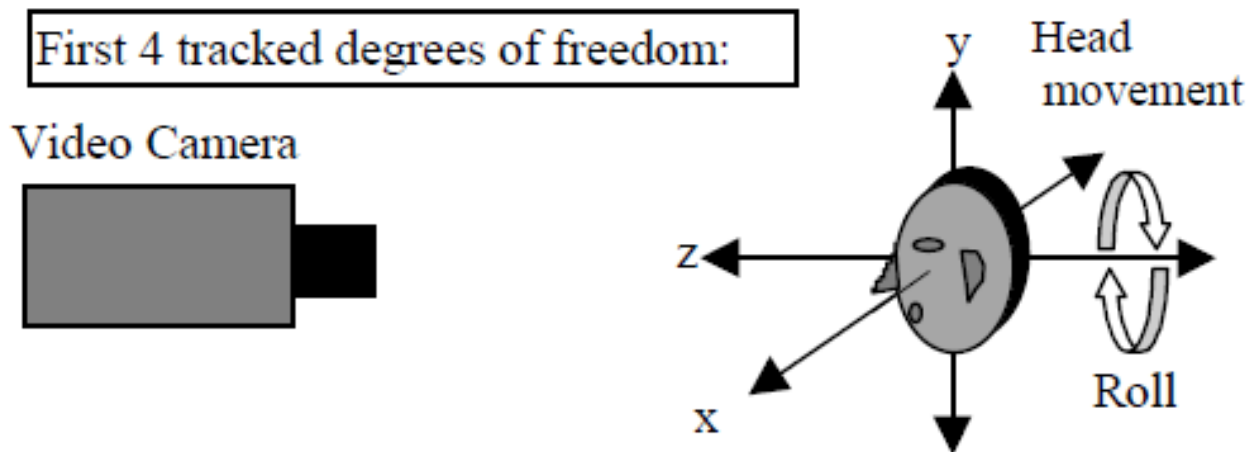 First 4 tracked degrees of freedom:
Video Camera
y
Head
movement
z
x
Roll